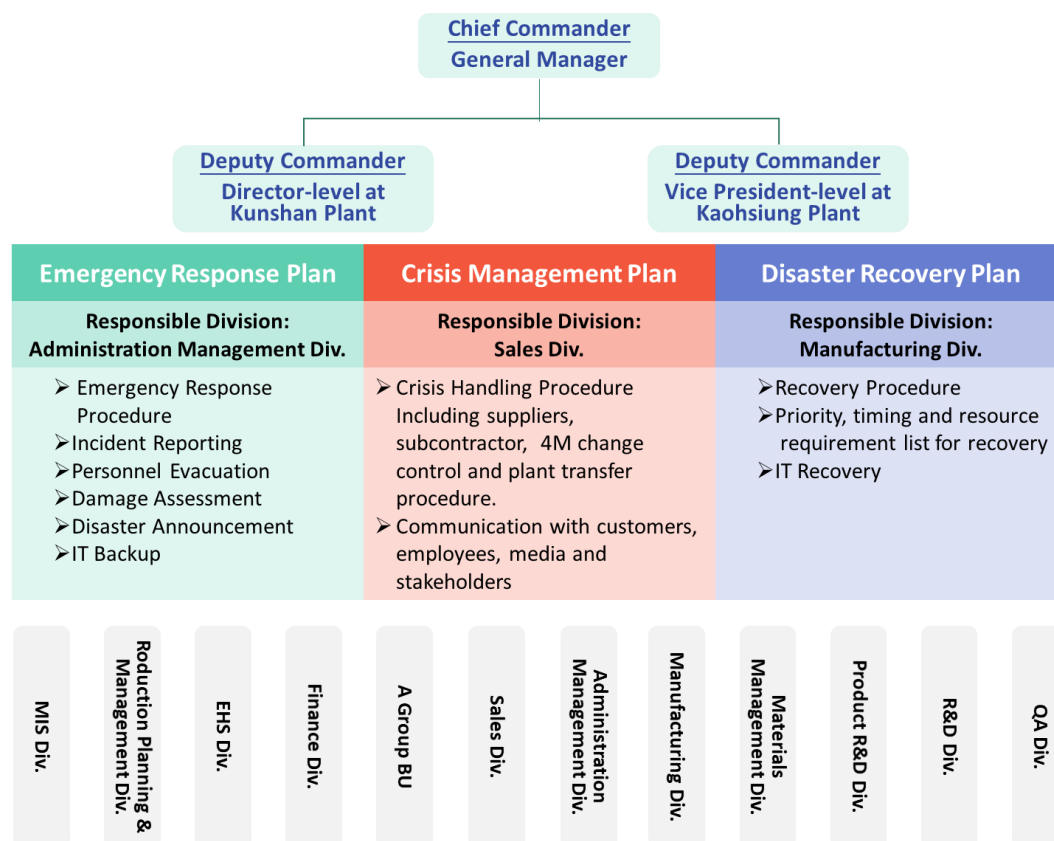 Chief Commander
General Manager
Deputy Commander
Director-level at
Kunshan Plant
Deputy Commander
Vice President-level at
Kaohsiung Plant
Emergency Response Plan
Responsible Division:
Administration Management Div.
➢ Emergency Response
Procedure
➢Incident Reporting
➢Personnel Evacuation
➢Damage Assessment
➢Disaster Announcement
➢IT Backup
Crisis Management Plan
Responsible Division:
Sales Div.
➢ Crisis Handling Procedure
Including suppliers,
subcontractor, 4M change
control and plant transfer
procedure.
➢ Communication with customers,
employees, media and
stakeholders
Disaster Recovery Plan
Responsible Division:
Manufacturing Div.
➢Recovery Procedure
➢Priority, timing and resource
requirement list for recovery
➢IT Recovery
MIS Div.
Roduction Planning &
Management Div.
EHS Div.
Finance Div.
A Group BU
Sales Div.
Administration
Management Div.
Manufacturing Div.
Materials
Management Div.
Product R&D Div.
R&D Div.
QA Div.